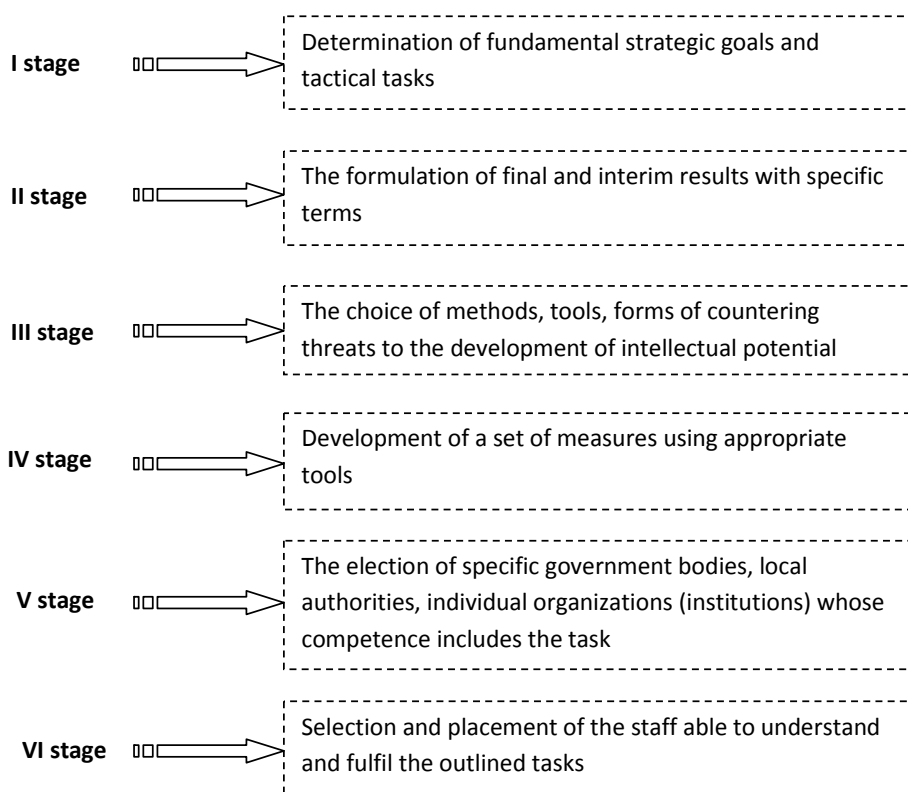 I stage
Determination of fundamental strategic goals and
tactical tasks
II stage
The formulation of final and interim results with specific
terms
III stage
The choice of methods, tools, forms of countering
threats to the development of intellectual potential
IV stage
Development of a set of measures using appropriate
tools
V stage
The election of specific government bodies, local
authorities, individual organizations (institutions) whose
competence includes the task
VI stage
Selection and placement of the staff able to understand
and fulfil the outlined tasks